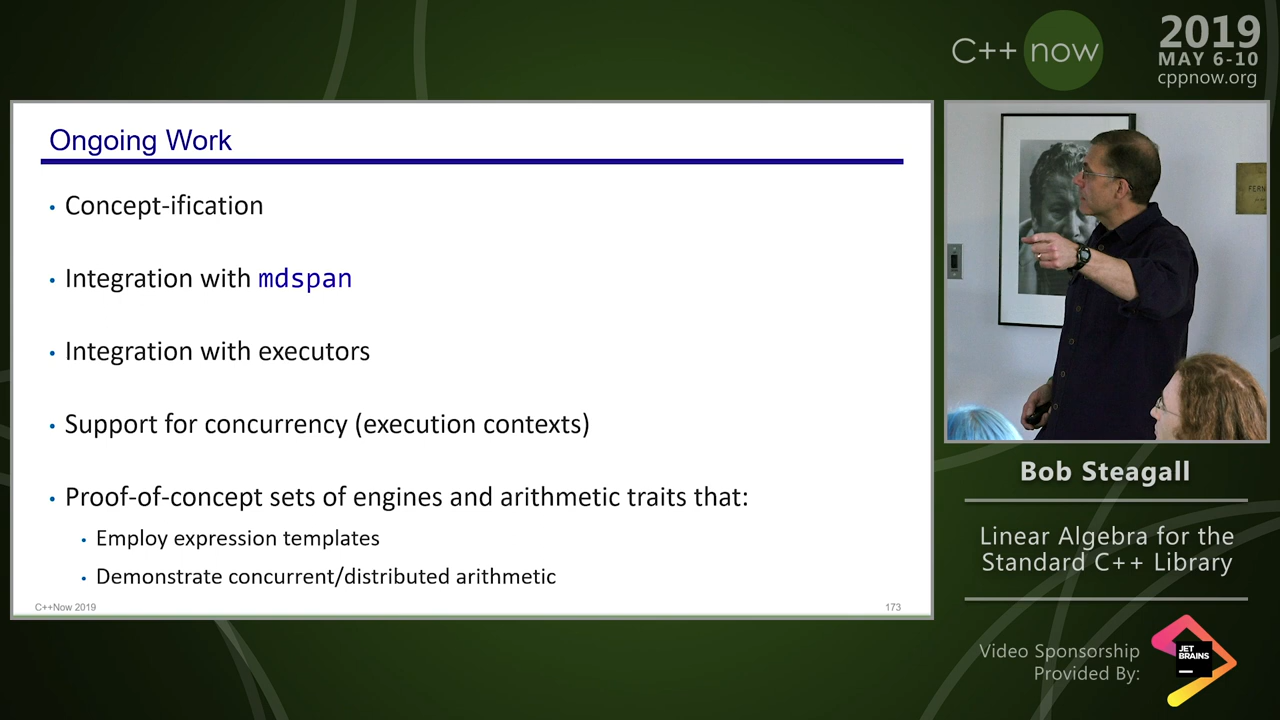 C++ now
2019
MAY 6-10
cppnow.org
Ongoing Work
• Concept-ification
• Integration with mdspan
• Integration with executors
• Support for concurrency (execution contexts)
• Proof-of-concept sets of engines and arithmetic traits that:
• Employ expression templates
• Demonstrate concurrent/distributed arithmetic
C++Now 2019
173
FERN
Bob Steagall
Linear Algebra for the
Standard C++ Library
Video Sponsorship
Provided By:
JET
BRAINS